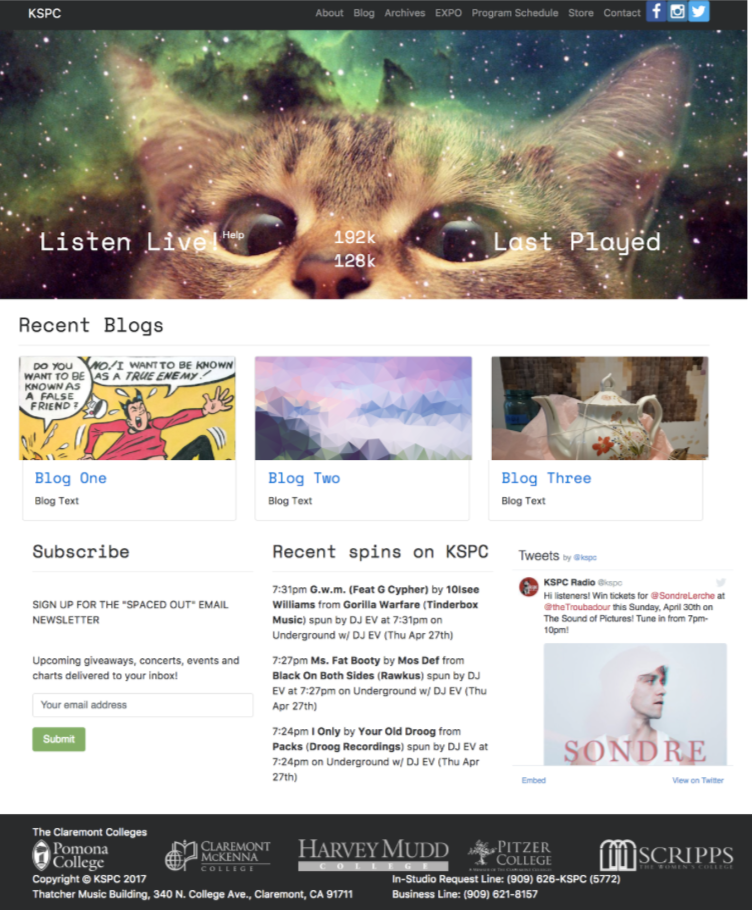 KSPC
About Blog Archives EXPO Program Schedule Store Contact
Listen Live! Help
192k
128k
Last Played
Recent Blogs
DO YOU
WANT TO BE
KNOWN AS
A FALSE
FRIEND?
NO! I WANT TO BE KNOWN
AS A TRUE ENEMY!
Blog One
Blog Text
Blog Two
Blog Text
Blog Three
Blog Text
Subscribe
SIGN UP FOR THE "SPACED OUT" EMAIL
NEWSLETTER
Upcoming giveaways, concerts, events and
charts delivered to your inbox!
Your email address
Submit
Recent spins on KSPC
7:31pm G.w.m. (Feat G Cypher) by 10Isee
Williams from Gorilla Warfare (Tinderbox
Music) spun by DJ EV at 7:31pm on
Underground w/ DJ EV (Thu Apr 27th)
7:27pm Ms. Fat Booty by Mos Def from
Black On Both Sides (Rawkus) spun by DJ
EV at 7:27pm on Underground w/ DJ EV (Thu
Apr 27th)
7:24pm I Only by Your Old Droog from
Packs (Droog Recordings) spun by DJ EV at
7:24pm on Underground w/ DJ EV (Thu Apr
27th)
Tweets by @kspc
KSPC Radio @kspc
Hi listeners! Win tickets for @SondreLerche at
@theTroubadour this Sunday, April 30th on
The Sound of Pictures! Tune in from 7pm-
10pm!
SONDRE
Embed
View on Twitter
The Claremont Colleges
Pomona
College
CLAREMONT
MCKENNA
COLLEGE
HARVEY MUDD
COLLEGE
PITZER
COLLEGE
SCRIPPS
THE WOMEN'S COLLEGE
Copyright © KSPC 2017
Thatcher Music Building, 340 N. College Ave., Claremont, CA 91711
In-Studio Request Line: (909) 626-KSPC (5772)
Business Line: (909) 621-8157